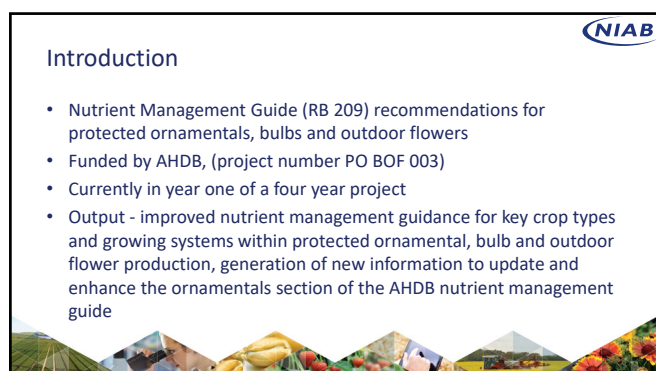 NIAB
Introduction
• Nutrient Management Guide (RB 209) recommendations for
protected ornamentals, bulbs and outdoor flowers
• Funded by AHDB, (project number PO BOF 003)
• Currently in year one of a four year project
• Output - improved nutrient management guidance for key crop types
and growing systems within protected ornamental, bulb and outdoor
flower production, generation of new information to update and
enhance the ornamentals section of the AHDB nutrient management
guide